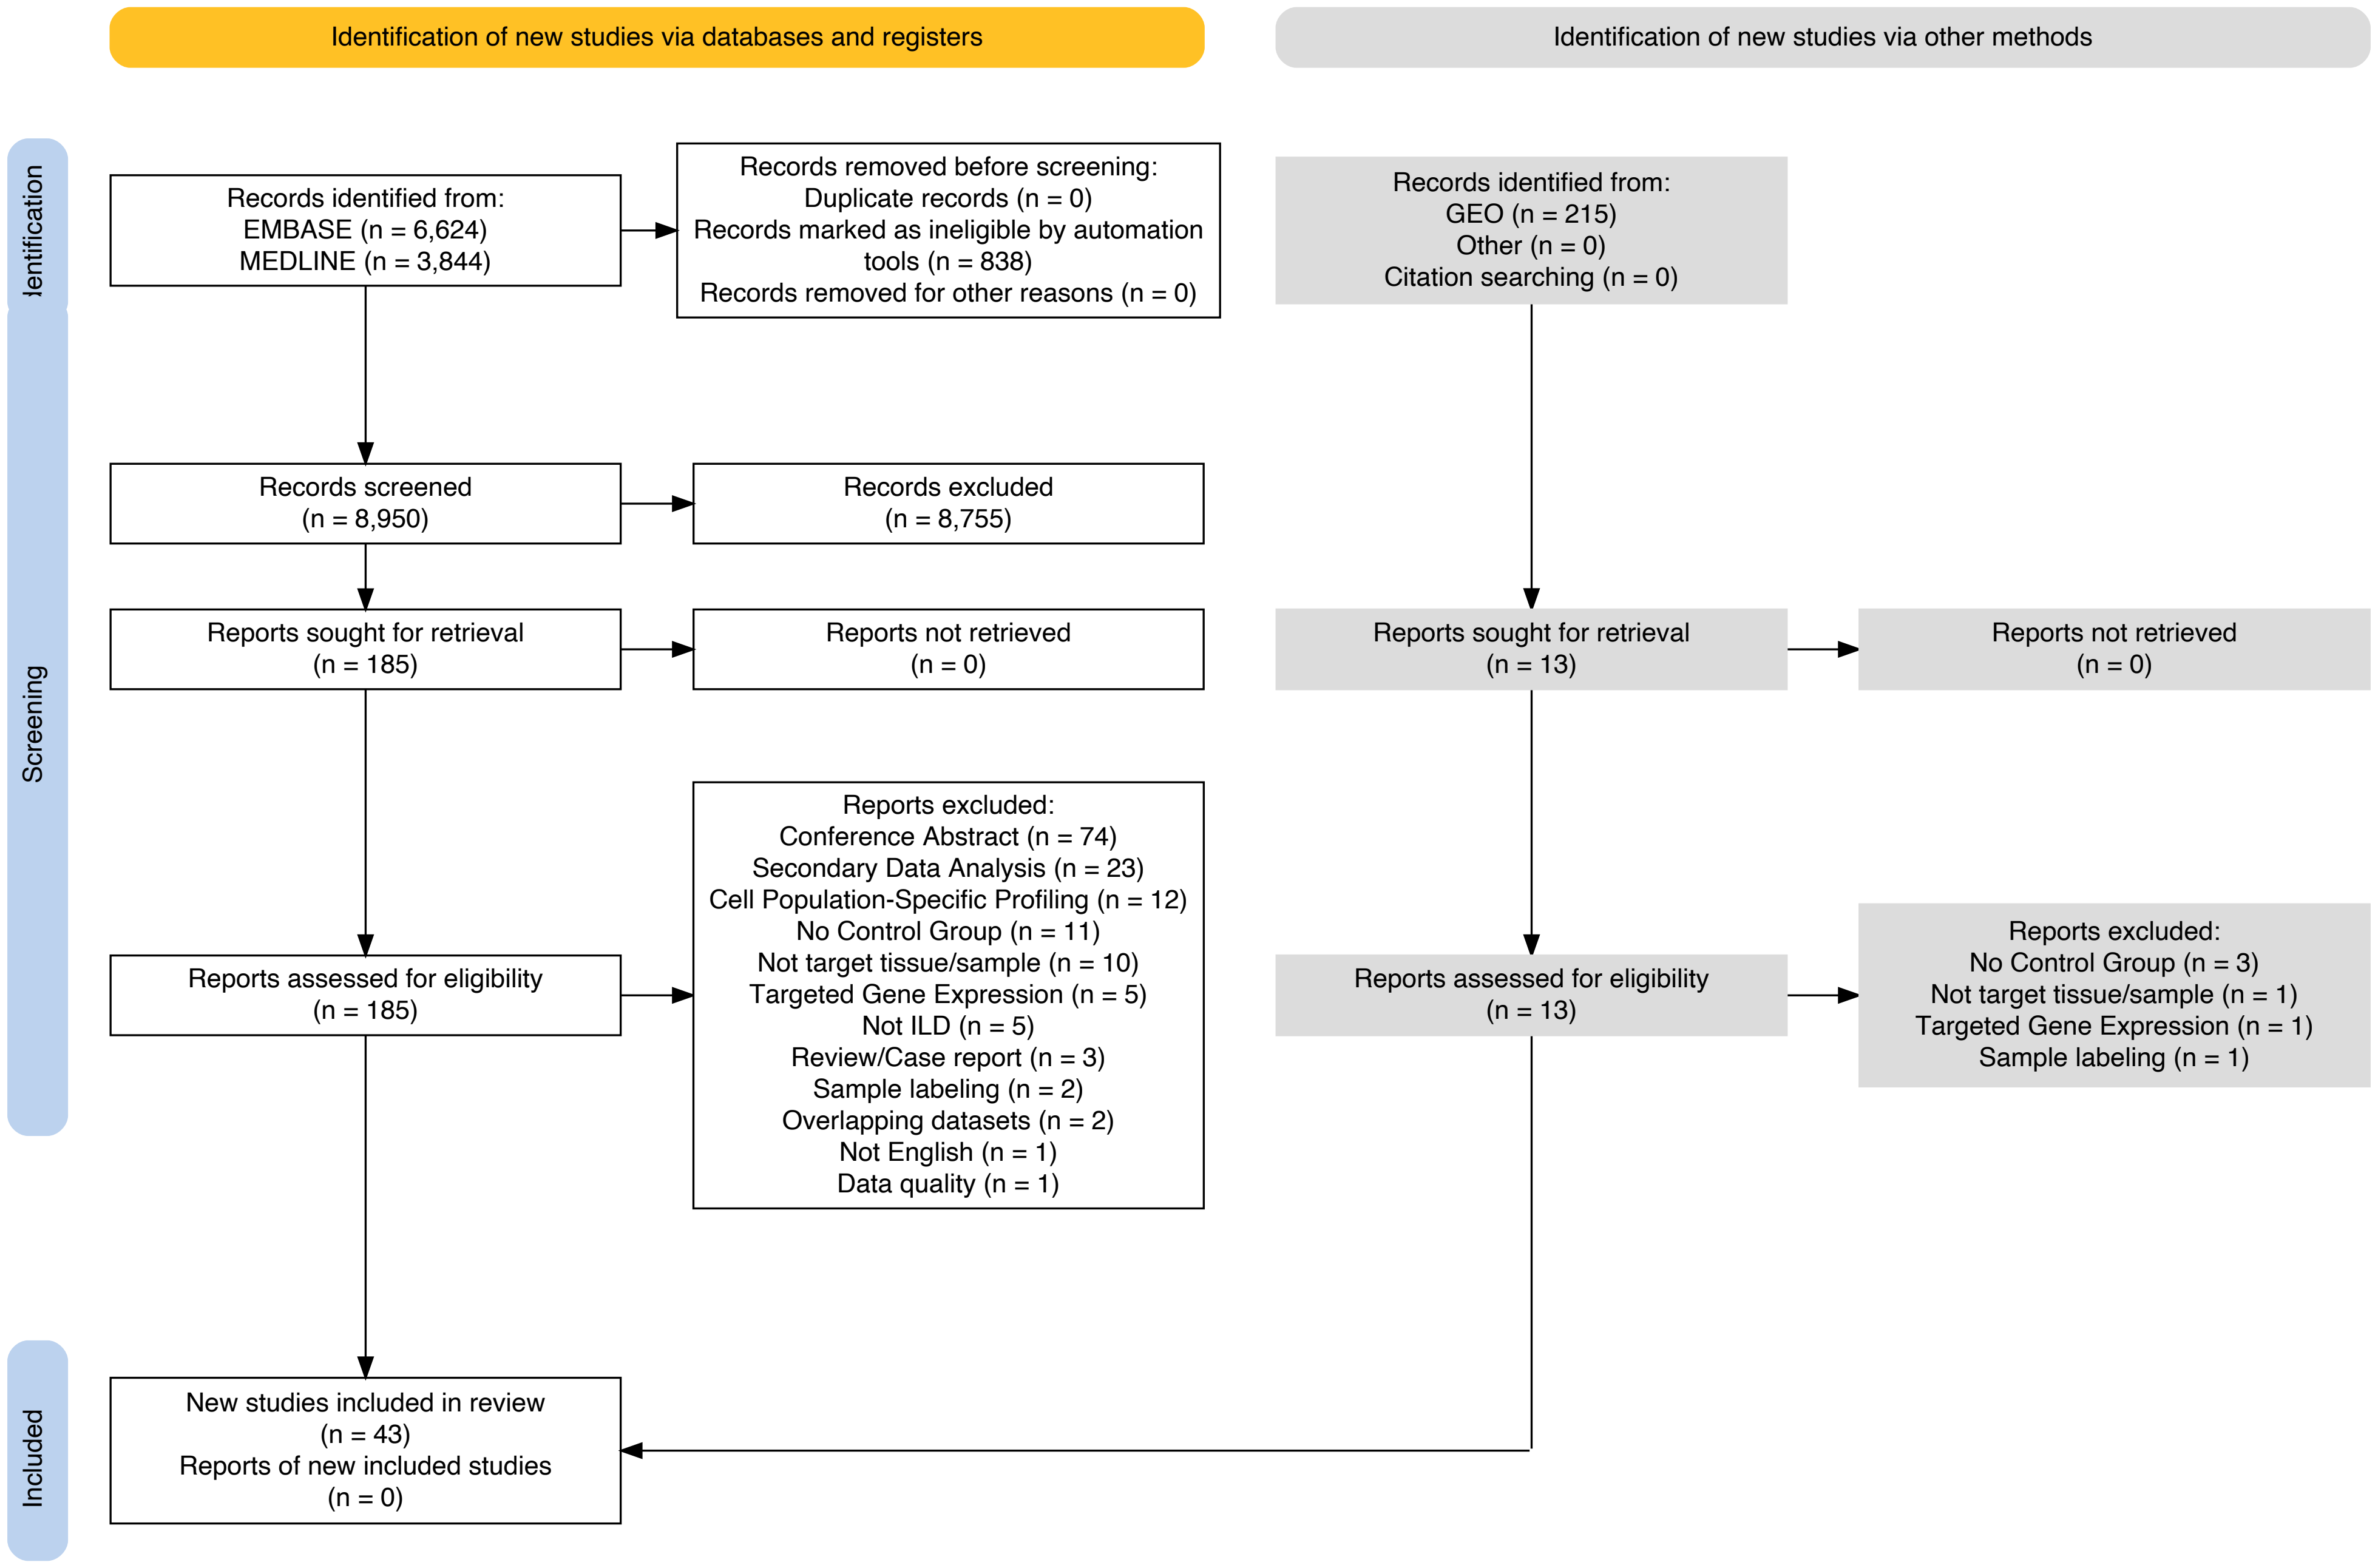 Identification of new studies via databases and registers
Identification of new studies via other methods
Identification
Records identified from:
EMBASE (n = 6,624)
MEDLINE (n = 3,844)
Records removed before screening:
Duplicate records (n = 0)
Records marked as ineligible by automation
tools (n = 838)
Records removed for other reasons (n = 0)
Records identified from:
GEO (n = 215)
Other (n = 0)
Citation searching (n = 0)
Screening
Records screened
(n = 8,950)
Records excluded
(n = 8,755)
Reports sought for retrieval
(n = 185)
Reports not retrieved
(n = 0)
Reports sought for retrieval
(n = 13)
Reports not retrieved
(n = 0)
Reports assessed for eligibility
(n = 185)
Reports excluded:
Conference Abstract (n = 74)
Secondary Data Analysis (n = 23)
Cell Population-Specific Profiling (n = 12)
No Control Group (n = 11)
Not target tissue/sample (n = 10)
Targeted Gene Expression (n = 5)
Not ILD (n = 5)
Review/Case report (n = 3)
Sample labeling (n = 2)
Overlapping datasets (n = 2)
Not English (n = 1)
Data quality (n = 1)
Reports assessed for eligibility
(n = 13)
Reports excluded:
No Control Group (n = 3)
Not target tissue/sample (n = 1)
Targeted Gene Expression (n = 1)
Sample labeling (n = 1)
Included
New studies included in review
(n = 43)
Reports of new included studies
(n = 0)